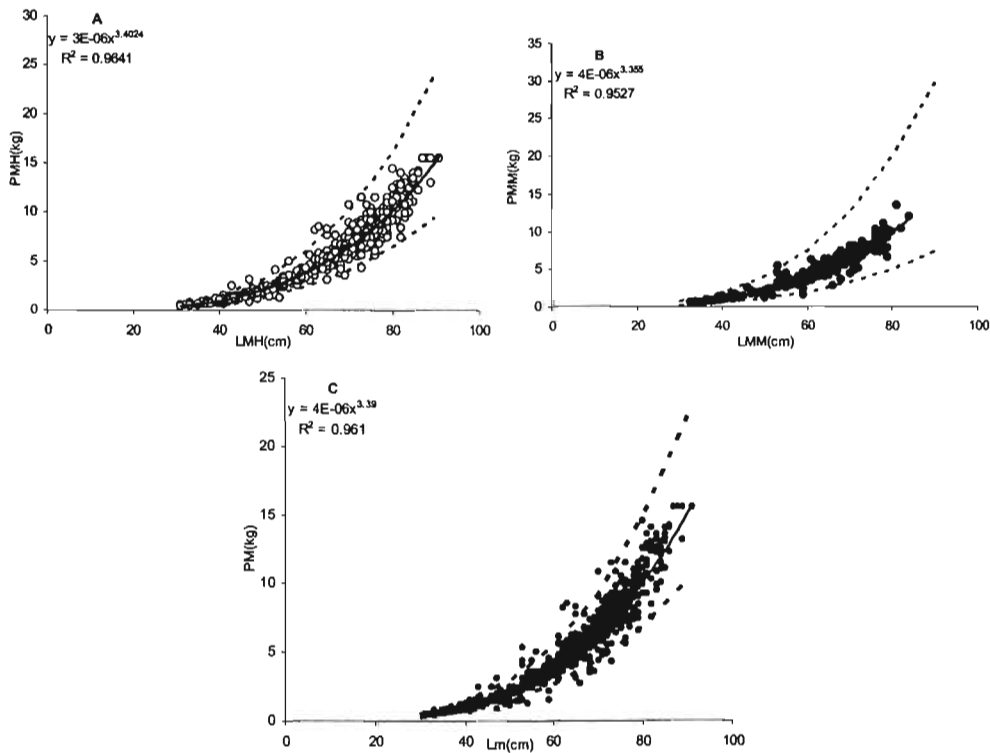 A
y = 3E-06x^3.4024
R² = 0.9641
PMH(kg)
30
25
20
15
10
5
0
0 20 40 60 80 100
LMH(cm)
B
y = 4E-06x^3.355
R² = 0.9527
PMM(kg)
35
30
25
20
15
10
5
0
0 20 40 60 80 100
LMM(cm)
C
y = 4E-06x^3.39
R² = 0.961
PM(kg)
25
20
15
10
5
0
0 20 40 60 80 100
Lm(cm)